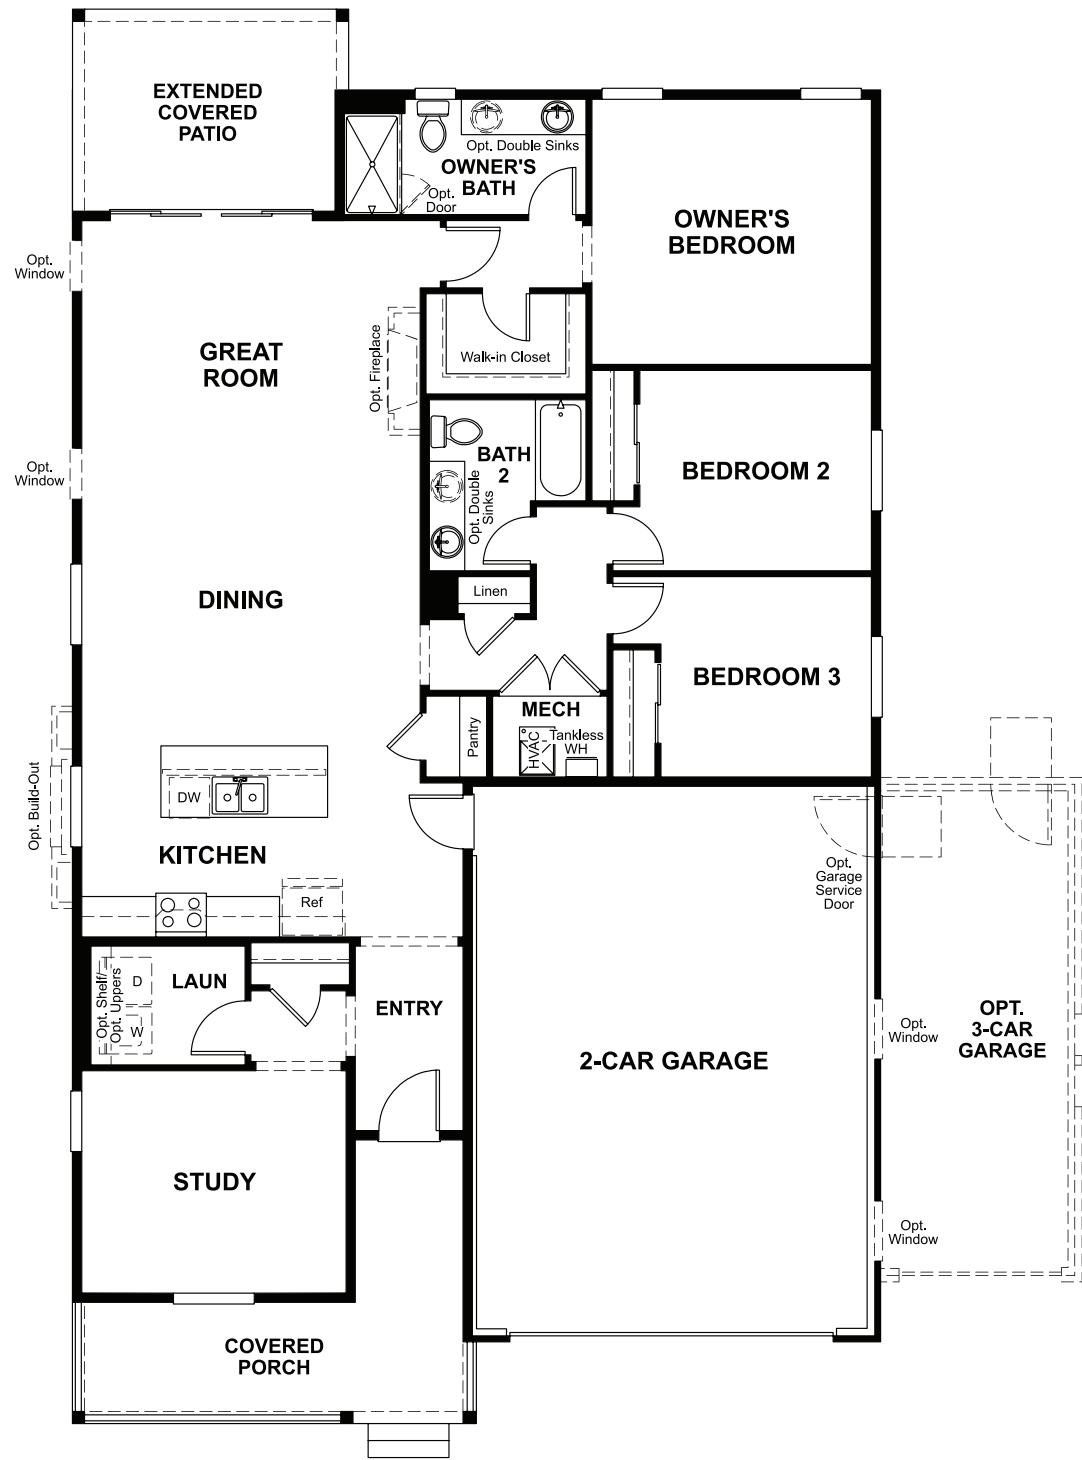 EXTENDED
COVERED
PATIO
Opt. Double Sinks
OWNER'S
BATH
Opt.
Door
OWNER'S
BEDROOM
Opt.
Window
GREAT
ROOM
Opt. Fireplace
Walk-in Closet
Opt.
Window
BATH
2
Opt. Double
Sinks
BEDROOM 2
DINING
Linen
BEDROOM 3
MECH
Pantry
HVAC
Tankless
WH
Opt. Build-Out
DW
KITCHEN
Ref
Opt.
Garage
Service
Door
Opt. Shelf/
Opt. Uppers
D
W
LAUN
ENTRY
2-CAR GARAGE
Opt.
Window
OPT.
3-CAR
GARAGE
STUDY
Opt.
Window
COVERED
PORCH